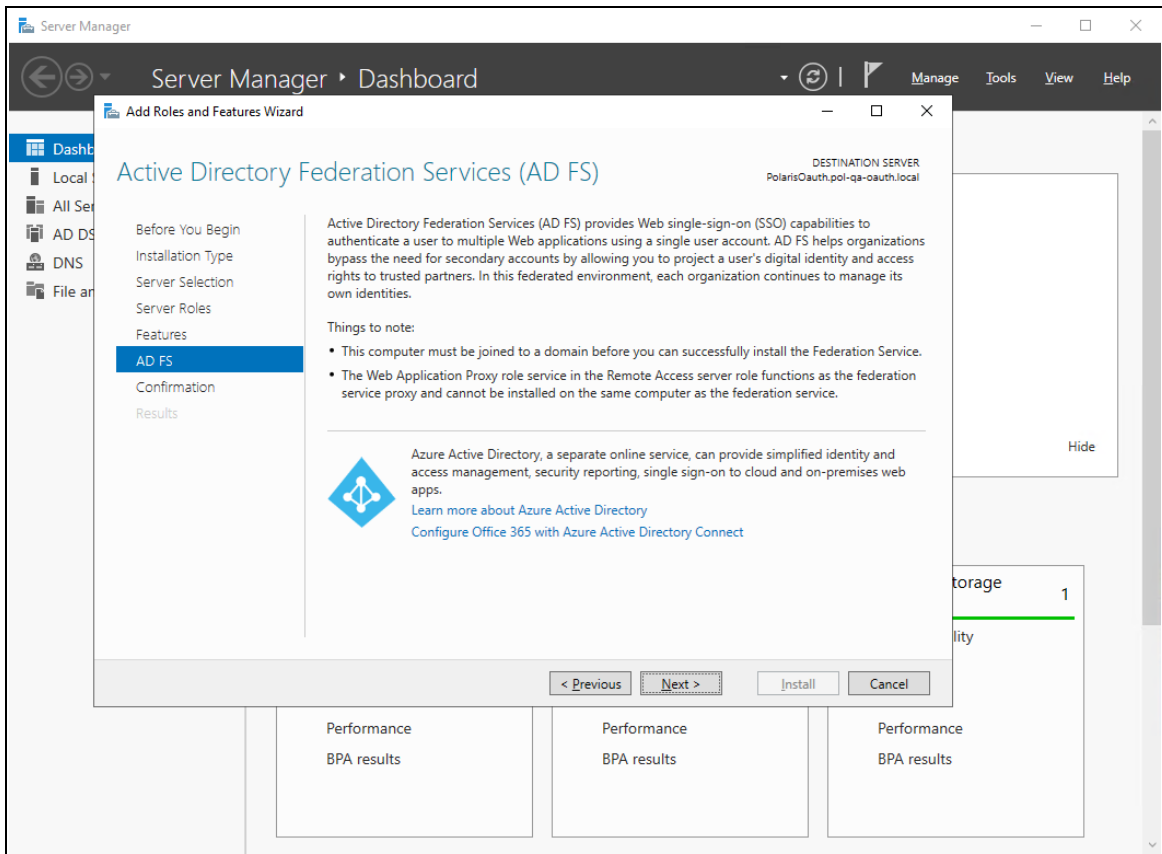 Server Manager
Server Manager • Dashboard
Manage Tools View Help
Add Roles and Features Wizard
Active Directory Federation Services (AD FS)
DESTINATION SERVER
PolarisOauth.pol-qa-oauth.local
Dashb
Local
All Ser
AD DS
DNS
File an
Before You Begin
Installation Type
Server Selection
Server Roles
Features
AD FS
Confirmation
Results
Active Directory Federation Services (AD FS) provides Web single-sign-on (SSO) capabilities to
authenticate a user to multiple Web applications using a single user account. AD FS helps organizations
bypass the need for secondary accounts by allowing you to project a user's digital identity and access
rights to trusted partners. In this federated environment, each organization continues to manage its
own identities.
Things to note:
• This computer must be joined to a domain before you can successfully install the Federation Service.
• The Web Application Proxy role service in the Remote Access server role functions as the federation
service proxy and cannot be installed on the same computer as the federation service.
Azure Active Directory, a separate online service, can provide simplified identity and
access management, security reporting, single sign-on to cloud and on-premises web
apps.
Learn more about Azure Active Directory
Configure Office 365 with Azure Active Directory Connect
Hide
torage 1
lity
< Previous Next > Install Cancel
Performance Performance Performance
BPA results BPA results BPA results